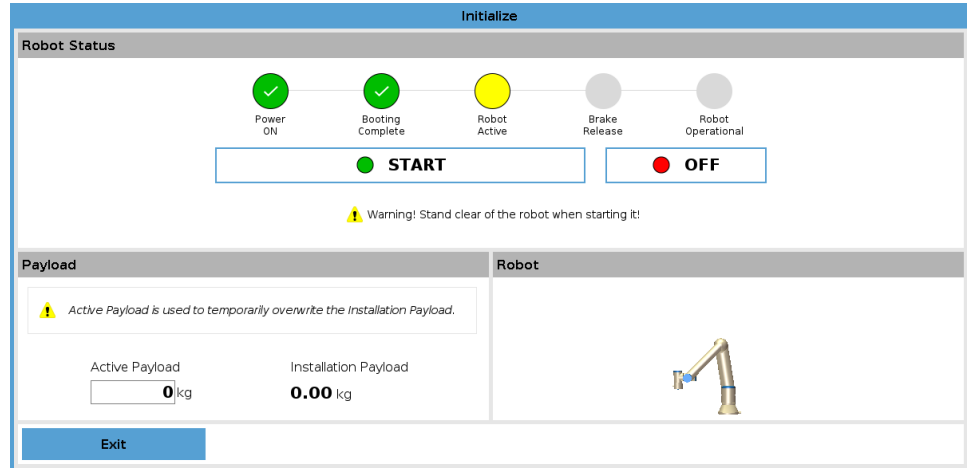 Initialize
Robot Status
Power
ON
Booting
Complete
Robot
Active
Brake
Release
Robot
Operational
START
OFF
Warning! Stand clear of the robot when starting it!
Payload
Robot
Active Payload is used to temporarily overwrite the Installation Payload.
Active Payload
Installation Payload
0 kg
0.00 kg
Exit